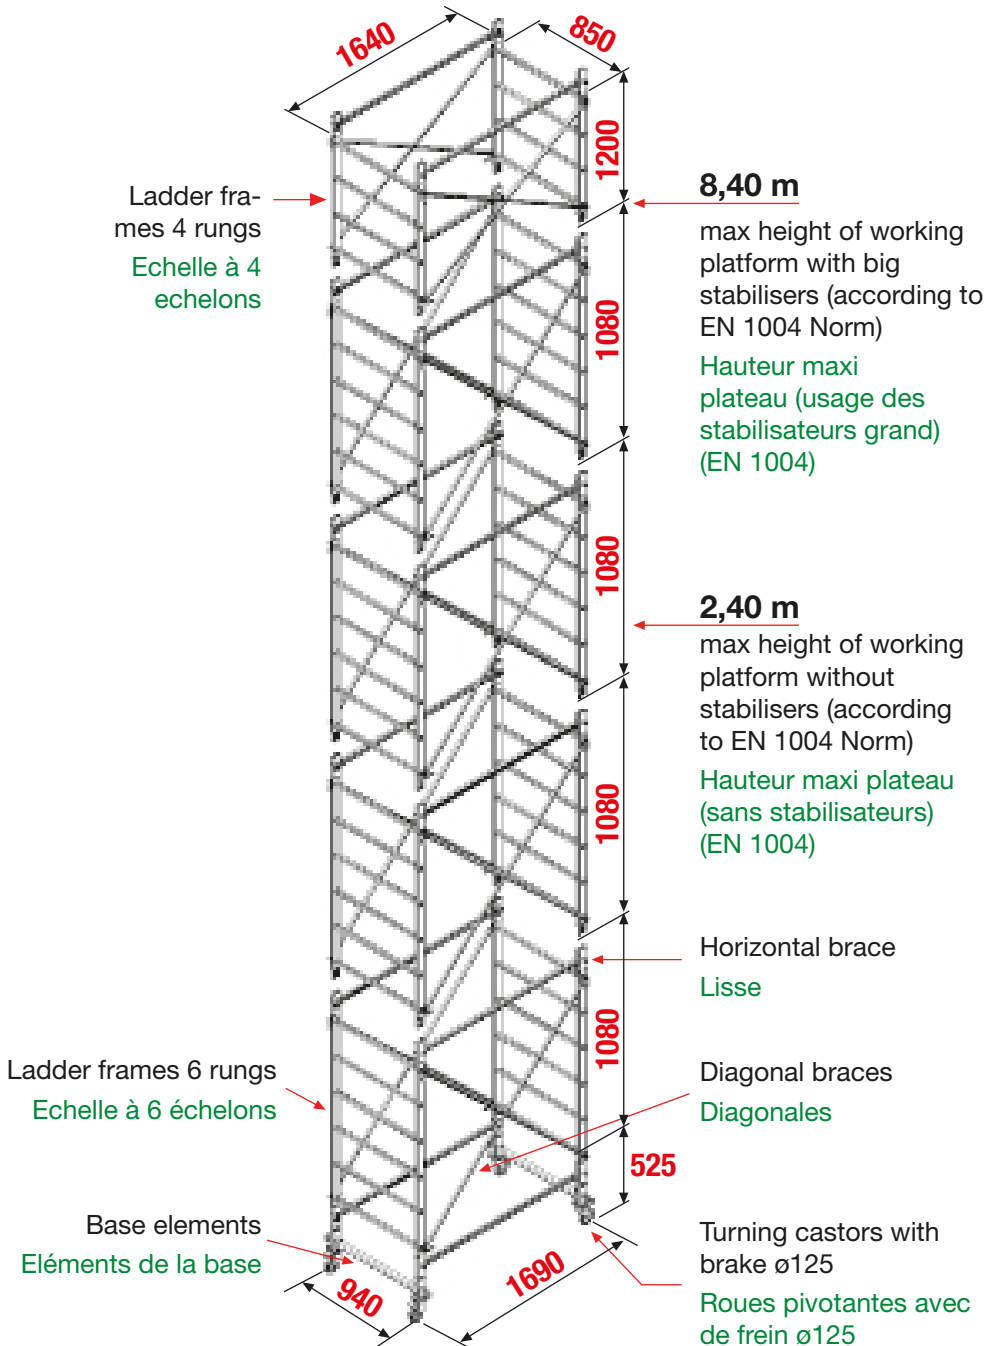 1640
850
1200
Ladder fra-
mes 4 rungs
Echelle à 4
echelons
8,40 m
max height of working
platform with big
stabilisers (according to
EN 1004 Norm)
Hauteur maxi
plateau (usage des
stabilisateurs grand)
(EN 1004)
1080
1080
2,40 m
max height of working
platform without
stabilisers (according
to EN 1004 Norm)
Hauteur maxi plateau
(sans stabilisateurs)
(EN 1004)
1080
Horizontal brace
Lisse
1080
Ladder frames 6 rungs
Echelle à 6 échelons
Diagonal braces
Diagonales
525
Base elements
Eléments de la base
Turning castors with
brake ø125
Roues pivotantes avec
de frein ø125
940
1690